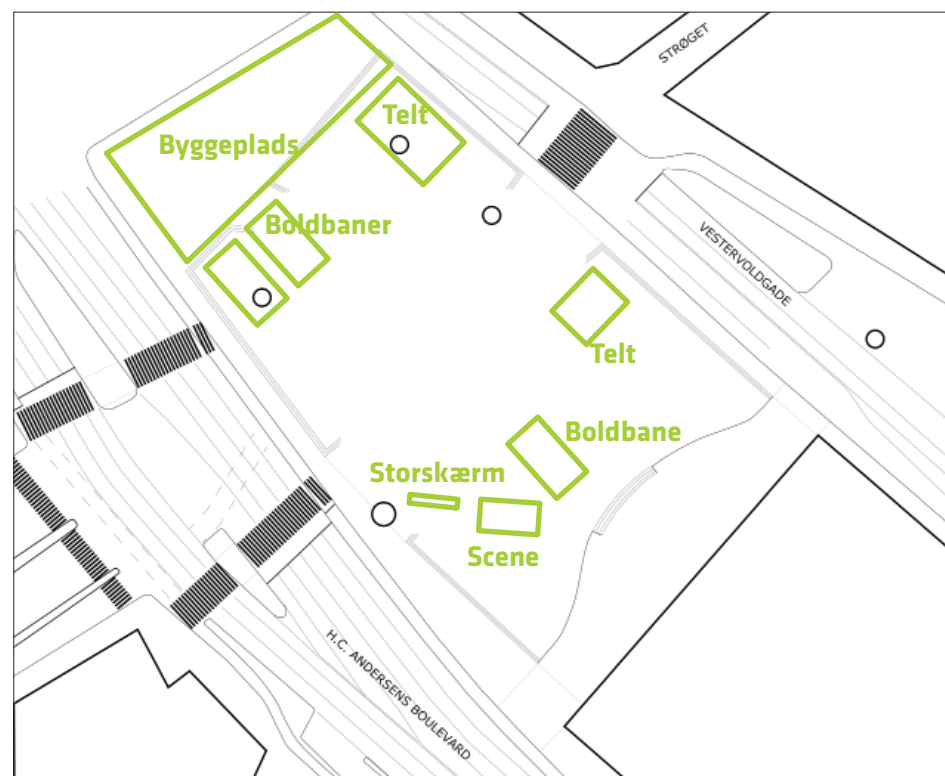 STRØGET
Telt
Byggeplads
Boldbaner
VESTERVOLDGADE
Telt
Boldbane
Storskærm
Scene
H.C. ANDERSENS BOULEVARD